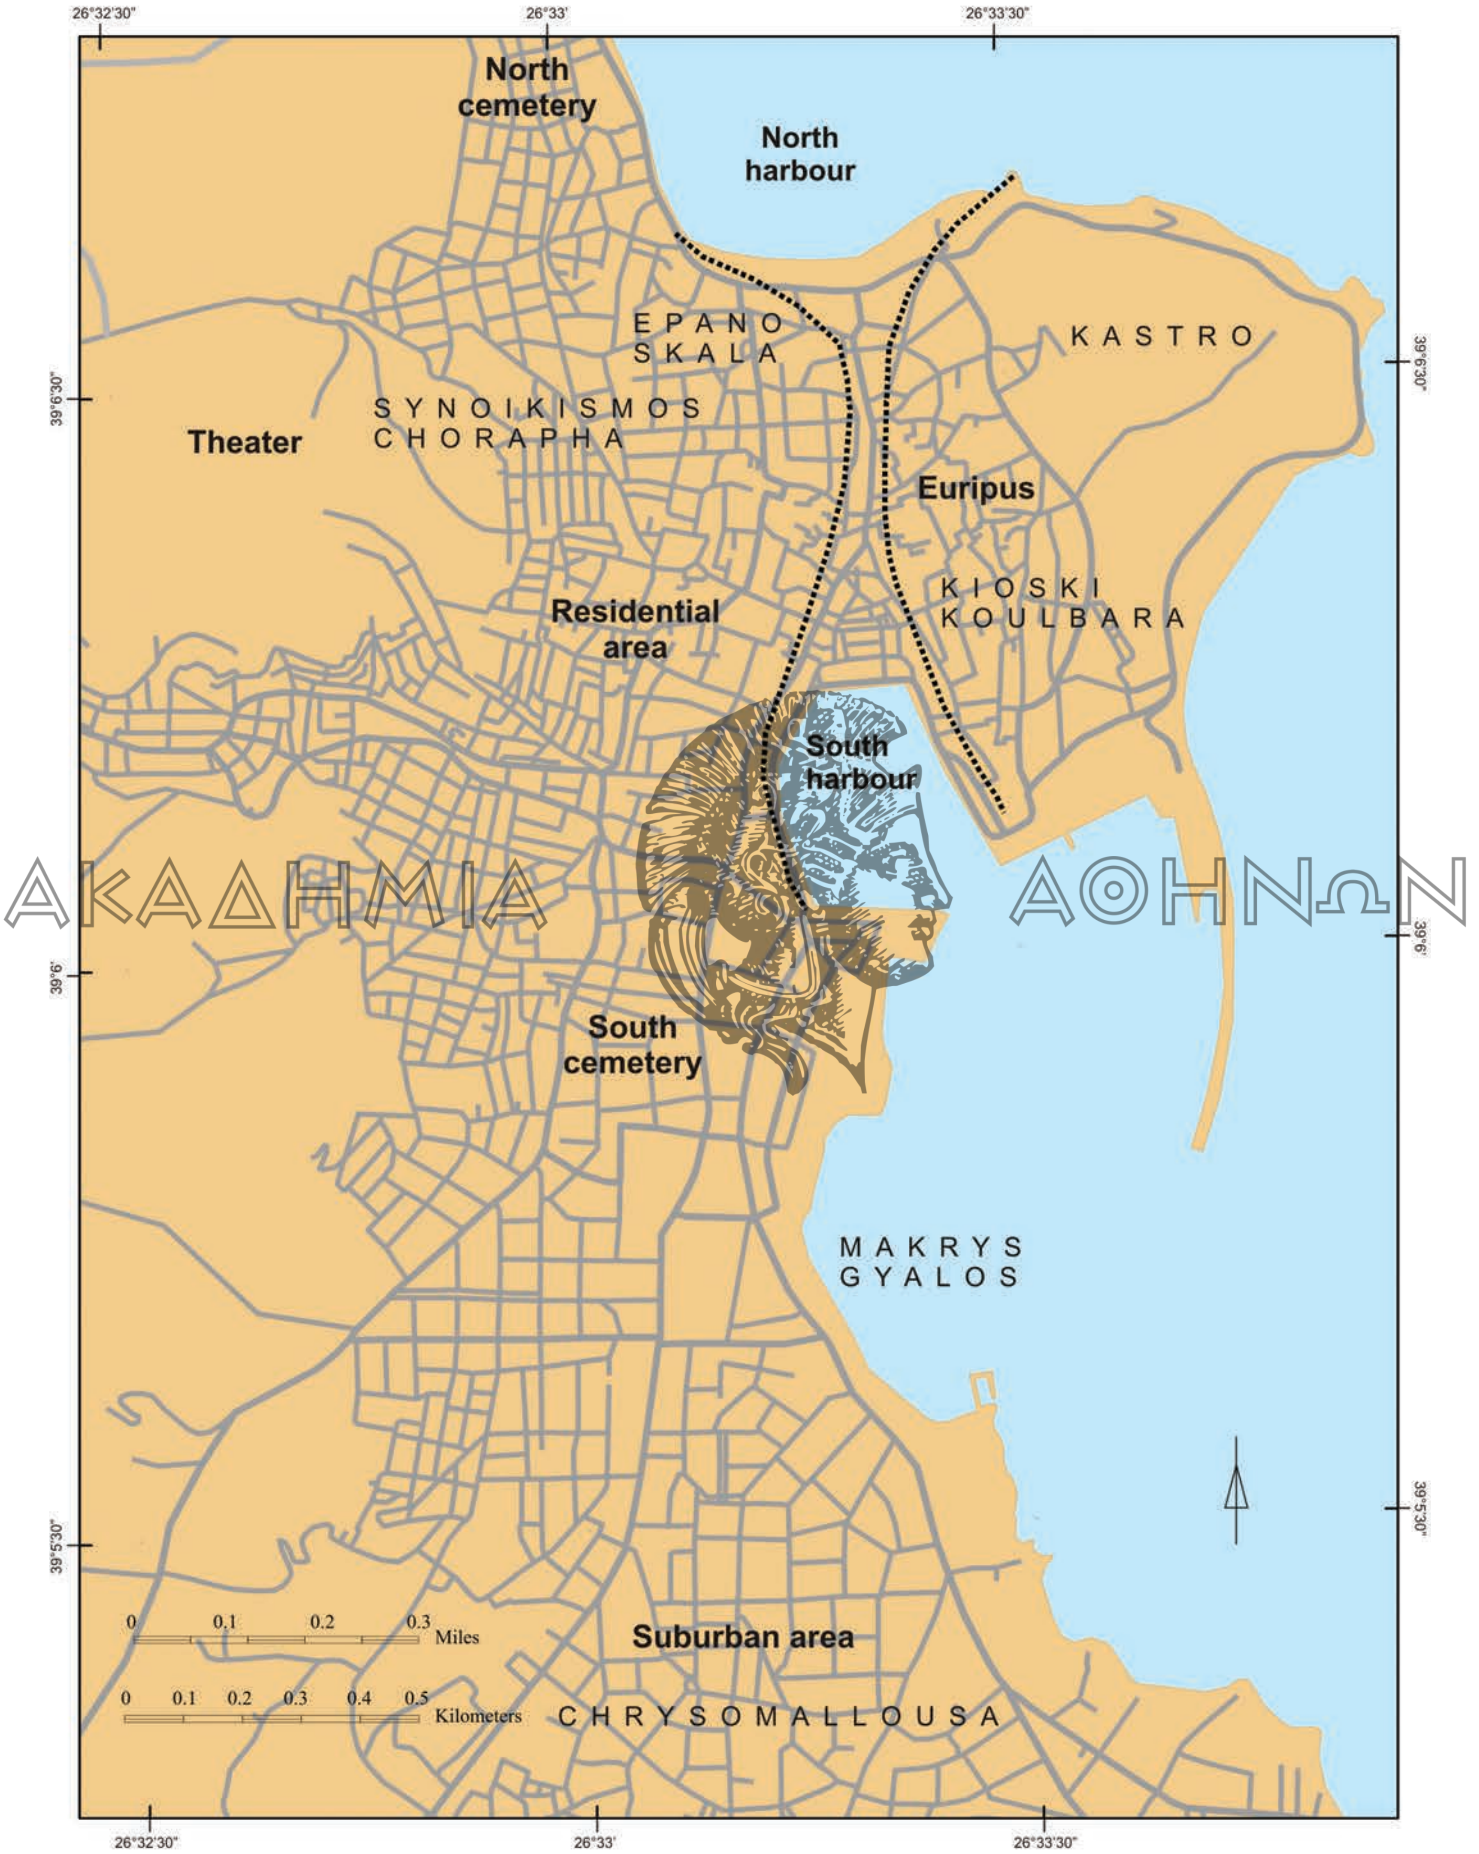 26°32'30"
26°33'
26°33'30"
North
cemetery
North
harbour
EPANO
SKALA
KASTRO
39°6'30"
39°6'30"
SYNOIKISMOS
CHORAPHA
Theater
Euripus
KIOSKI
KOULBARA
Residential
area
South
harbour
ΑΚΑΔΗΜΙΑ
ΑΘΗΝΩΝ
39°6'
39°6'
South
cemetery
MAKRYS
GYALOS
39°5'30"
39°5'30"
0 0.1 0.2 0.3
Miles
Suburban area
0 0.1 0.2 0.3 0.4 0.5
Kilometers
CHRYSOMALLOUSA
26°32'30"
26°33'
26°33'30"